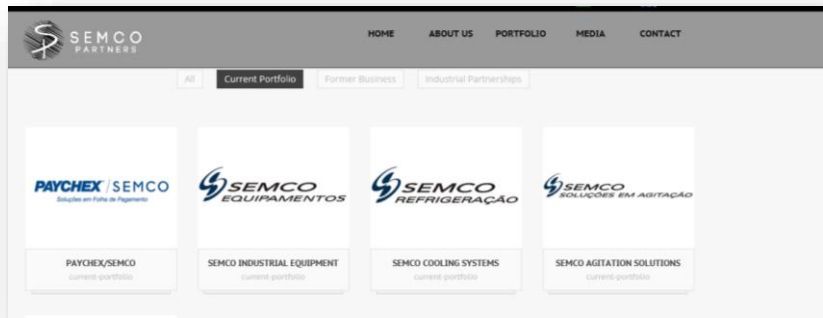 SEMCO
PARTNERS
HOME ABOUT US PORTFOLIO MEDIA CONTACT
All Current Portfolio Former Business Industrial Partnerships
PAYCHEX/SEMCO
Soluções em Folha de Pagamento
SEMCO
EQUIPAMENTOS
SEMCO
REFRIGERAÇÃO
SEMCO
SOLUÇÕES EM AGITAÇÃO
PAYCHEX/SEMCO
current-portfolio
SEMCO INDUSTRIAL EQUIPMENT
current-portfolio
SEMCO COOLING SYSTEMS
current-portfolio
SEMCO AGITATION SOLUTIONS
current-portfolio